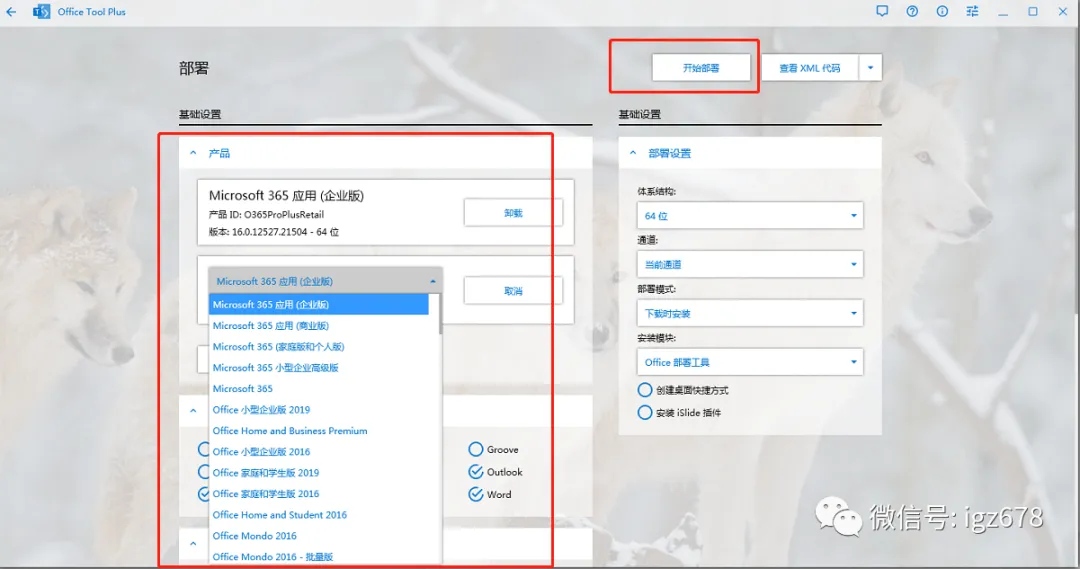 Office Tool Plus
部署
开始部署
查看 XML 代码
基础设置
产品
Microsoft 365 应用 (企业版)
产品 ID: O365ProPlusRetail
版本: 16.0.12527.21504 - 64 位
卸载
Microsoft 365 应用 (企业版)
取消
Microsoft 365 应用 (企业版)
Microsoft 365 应用 (商业版)
Microsoft 365 (家庭版和个人版)
Microsoft 365 小型企业高级版
Microsoft 365
Office 小型企业版 2019
Office Home and Business Premium
Office 小型企业版 2016
Office 家庭和学生版 2019
Office 家庭和学生版 2016
Office Home and Student 2016
Office Mondo 2016
Office Mondo 2016 - 批量版
Groove
Outlook
Word
基础设置
部署设置
体系结构:
64 位
通道:
当前通道
部署模式:
下载时安装
安装模块:
Office 部署工具
创建桌面快捷方式
安装 iSlide 插件
微信号: igz678